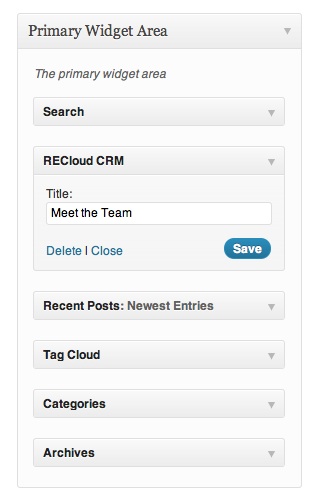 Primary Widget Area
The primary widget area
Search
RECloud CRM
Title:
Meet the Team
Delete | Close Save
Recent Posts: Newest Entries
Tag Cloud
Categories
Archives